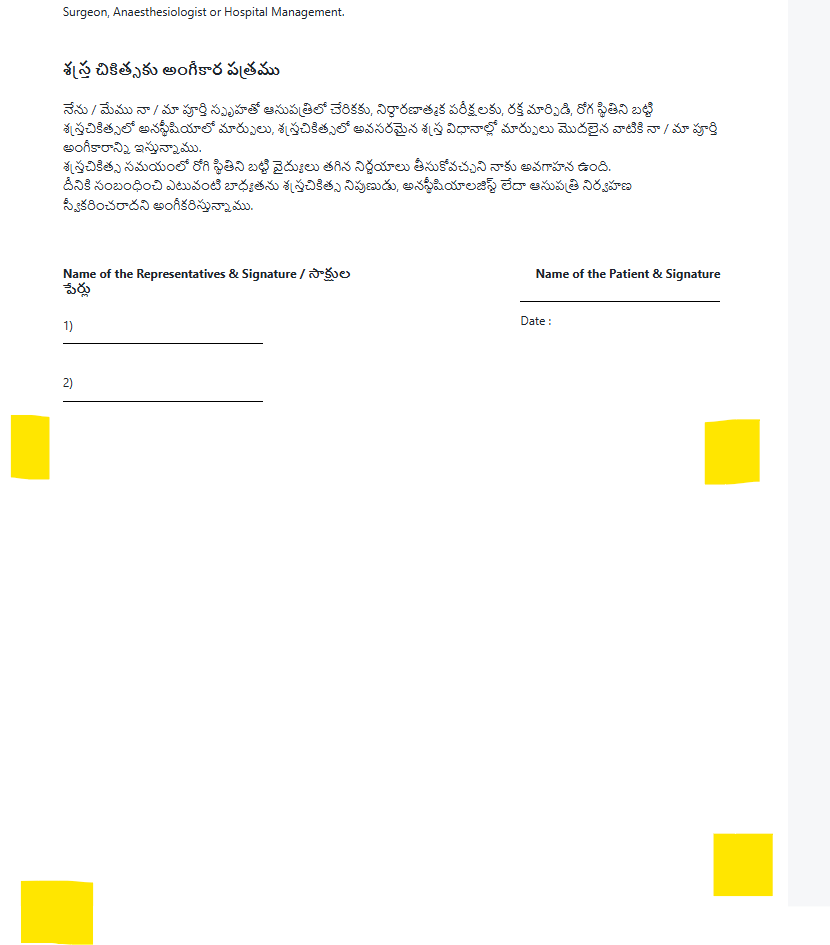 Surgeon, Anaesthesiologist or Hospital Management.
శస్త్ర చికిత్సకు అంగీకార పత్రము
నేను / మేము నా / మా పూర్తి స్పృహతో ఆసుపత్రిలో చేరికకు, నిర్ధారణాత్మక పరీక్షలకు, రక్త మార్పిడి, రోగ స్థితిని బట్టి
శస్త్రచికిత్సలో అనస్థీషియాలో మార్పులు, శస్త్రచికిత్సలో అవసరమైన శస్త్ర విధానాల్లో మార్పులు మొదలైన వాటికి నా / మా పూర్తి
అంగీకారాన్ని ఇస్తున్నాము.
శస్త్రచికిత్స సమయంలో రోగి స్థితిని బట్టి వైద్యులు తగిన నిర్ణయాలు తీసుకోవచ్చని నాకు అవగాహన ఉంది.
దీనికి సంబంధించి ఎటువంటి బాధ్యతను శస్త్రచికిత్స నిపుణుడు, అనస్థీషియాలజిస్ట్ లేదా ఆసుపత్రి నిర్వహణ
స్వీకరించరాదని అంగీకరిస్తున్నాము.
Name of the Representatives & Signature / సాక్షుల
పేర్లు
Name of the Patient & Signature
Date :
1)
2)